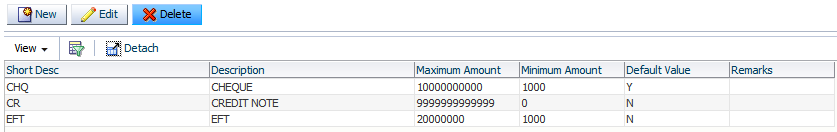 New Edit Delete
View Detach
Short Desc Description Maximum Amount Minimum Amount Default Value Remarks
CHQ CHEQUE 10000000000 1000 Y
CR CREDIT NOTE 9999999999999 0 N
EFT EFT 20000000 1000 N